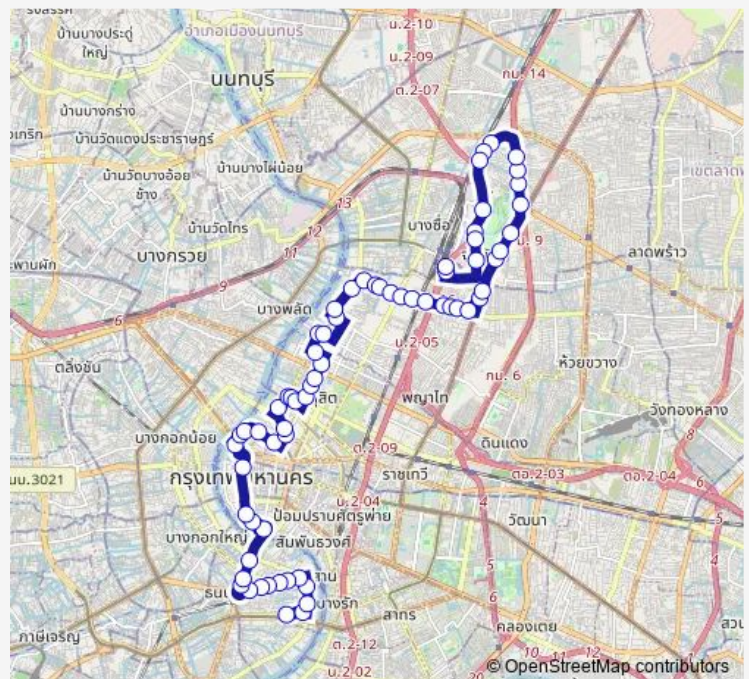 น.2-10
บ้านบางประดู่
ใหญ่
อำเภอเมืองนนทบุรี
น.2-09
กม. 14
นนทบุรี
ต.2-07
บ้านบางกร่าง
บ้านวัดแดงประชาราษฎร์
บ้านบางไผ่น้อย
บ้านวัดบางอ้อย
ช้าง
13
บ้านวัดไทร
12
บางซื่อ
11
บางกรวย
ลาดพร้าว
9
บางพลัด
6
น.2-05
ตลิ่งชัน
ห้วยขวาง
กม. 6
พญาไท
วังทองหลาง
บางกอกน้อย
ดินแดง
8
ต.2-09
3021
ราชเทวี
ด่อ.2-03
ต่อ.2-04
4
น.2-04
ป้อมปราบศัตรูพ่าย
วัฒนา
5
บางกอกใหญ่
สัมพันธวงศ์
5
4
บางรัก
สาทร
คลองเตย
ภาษีเจริญ
ต.2-12
10
น.2-02
© OpenStreetMap contributors